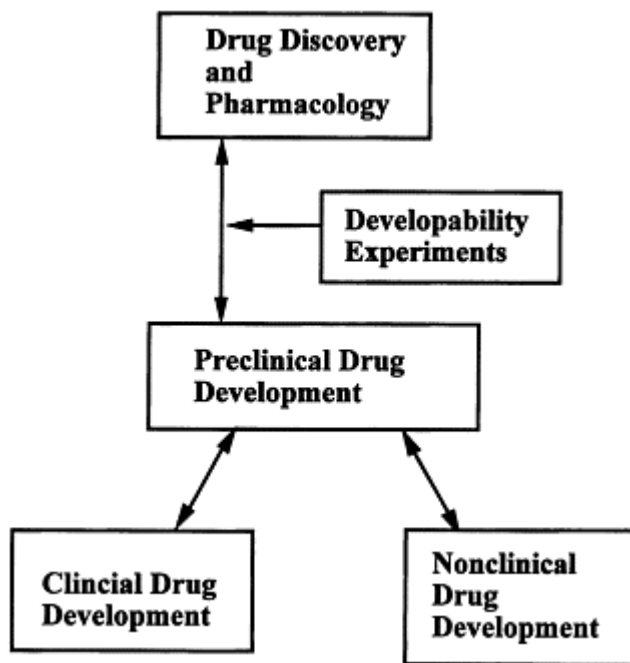 Drug Discovery
and
Pharmacology
Developability
Experiments
Preclinical Drug
Development
Clincial Drug
Development
Nonclinical
Drug
Development